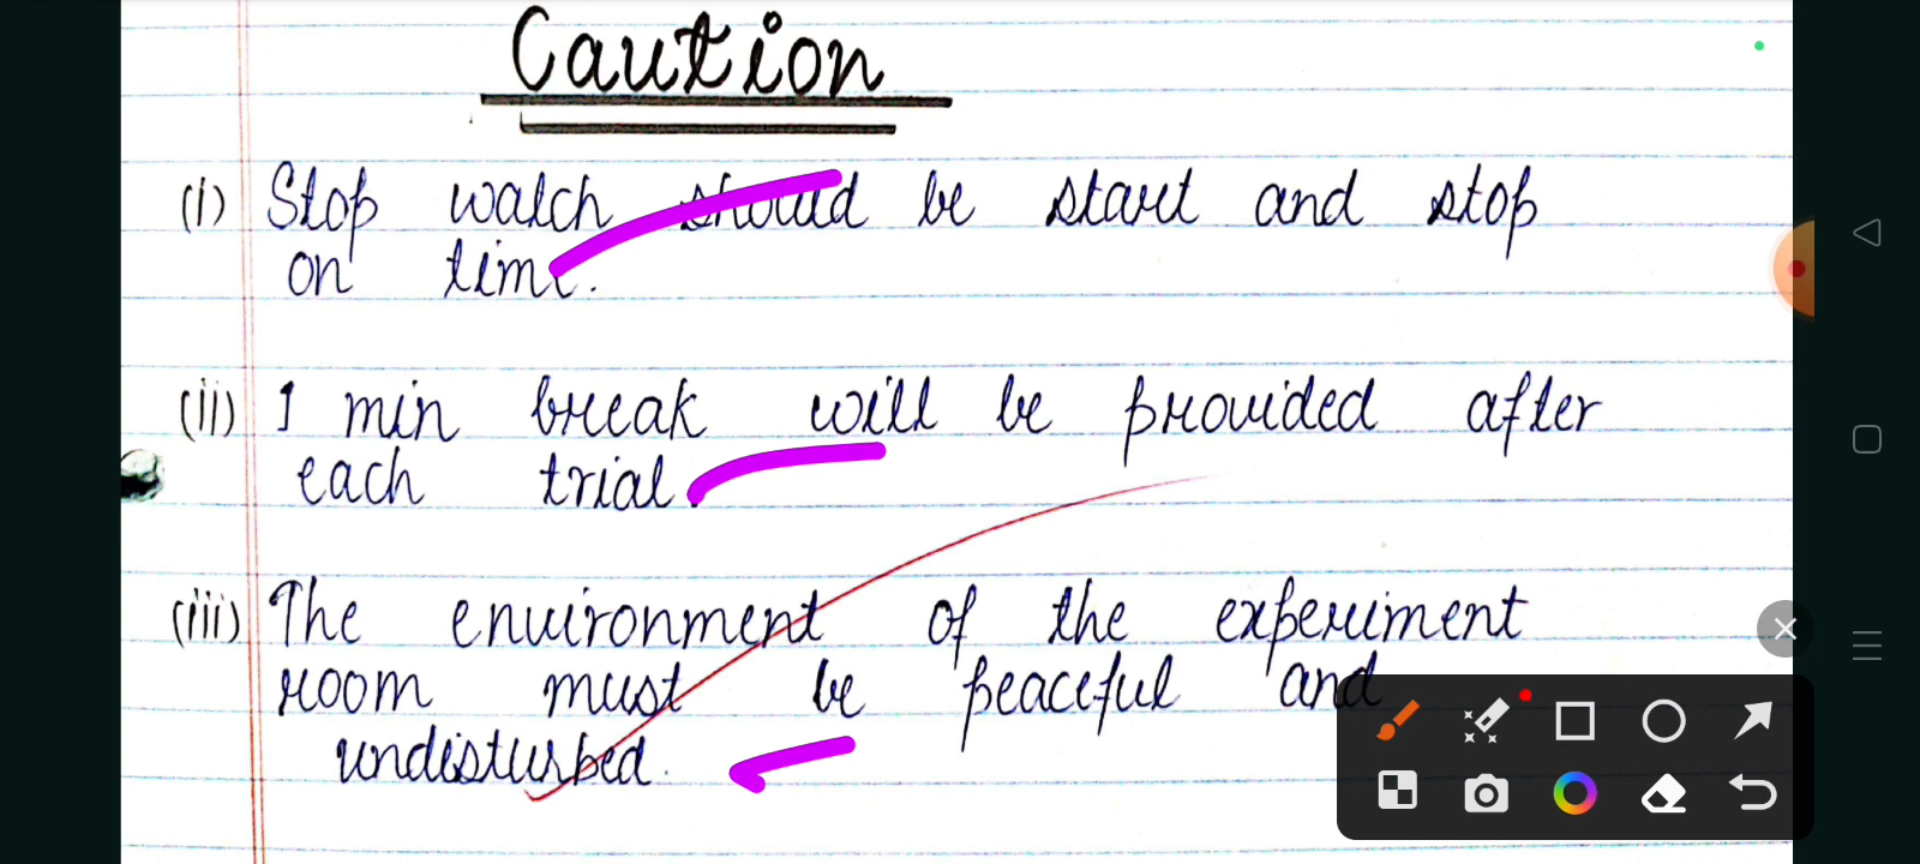 Caution
(i) Stop watch should be start and stop
on time.
(ii) 1 min break will be provided after
each trial.
(iii) The environment of the experiment
room must be peaceful and
undisturbed.